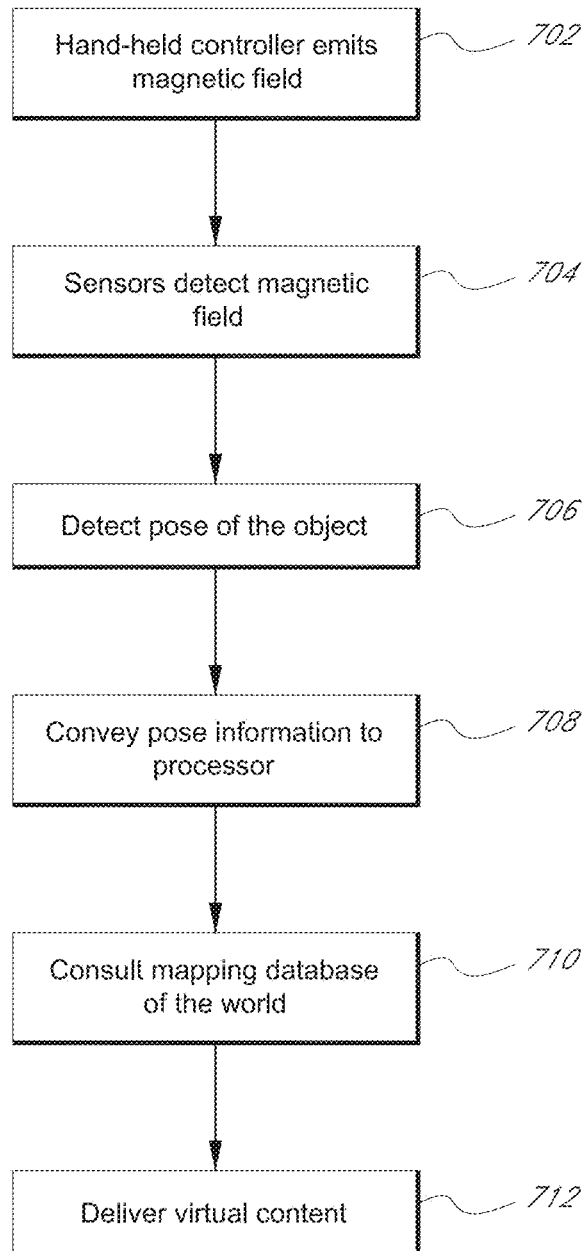 Hand-held controller emits
magnetic field
702
Sensors detect magnetic
field
704
Detect pose of the object
706
Convey pose information to
processor
708
Consult mapping database
of the world
710
Deliver virtual content
712